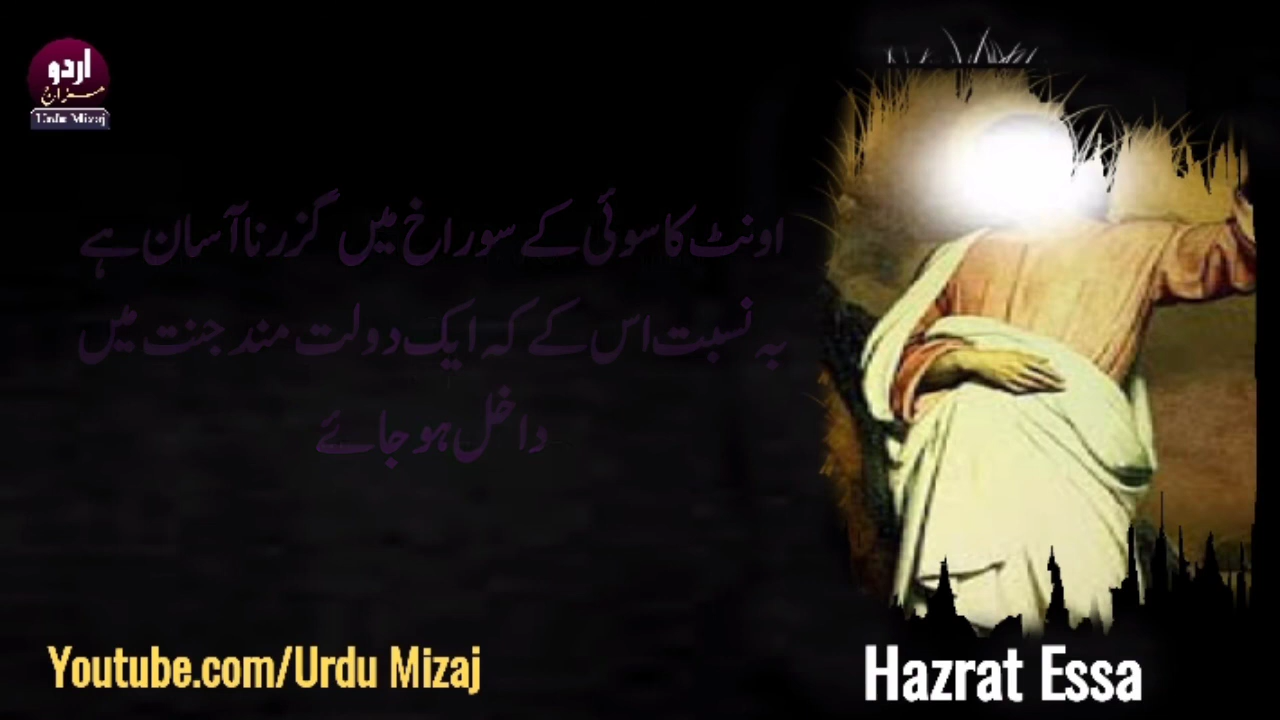 اردو
مزاج
Urdu Mizaj
اونٹ کا سوئی کے سوراخ میں گزرنا آسان ہے
بہ نسبت اس کے کہ ایک دولت مند جنت میں
داخل ہو جائے
Youtube.com/Urdu Mizaj
Hazrat Essa